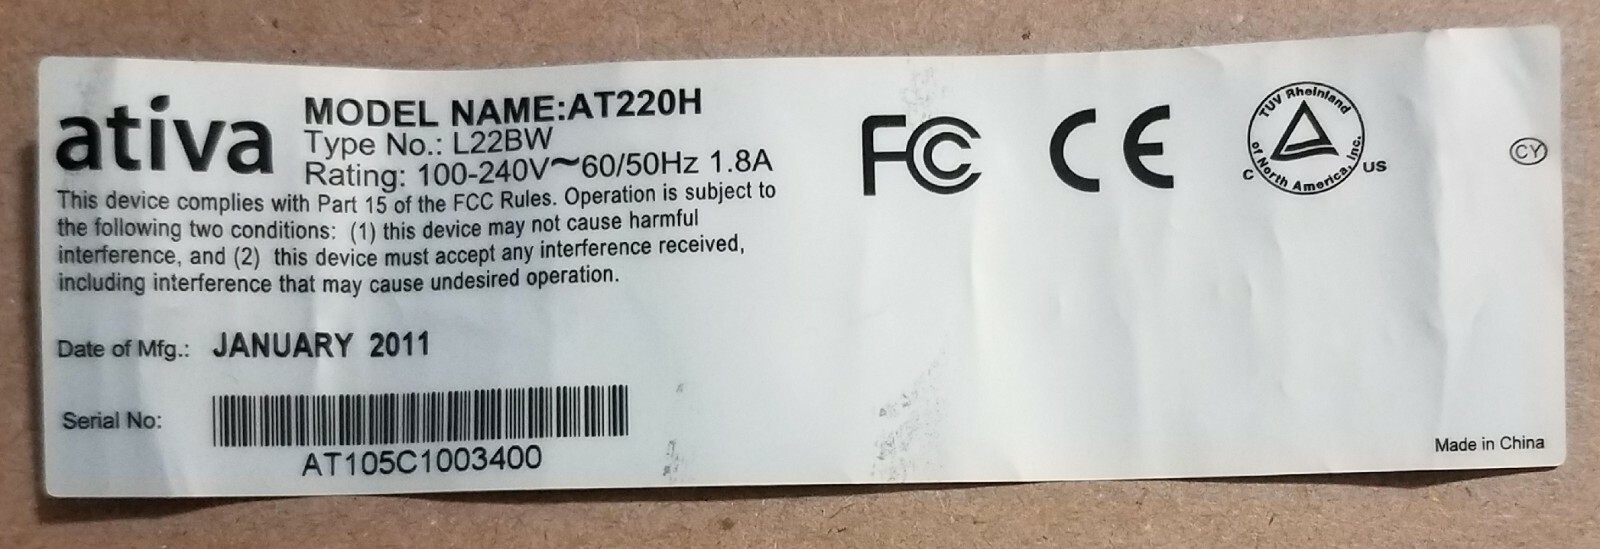 ativa
MODEL NAME:AT220H
Type No.: L22BW
Rating: 100-240V~60/50Hz 1.8A
This device complies with Part 15 of the FCC Rules. Operation is subject to
the following two conditions: (1) this device may not cause harmful
interference, and (2) this device must accept any interference received,
including interference that may cause undesired operation.
FC
CE
TUV Rheinland
of North America, Inc.
C US
CY
Date of Mfg.: JANUARY 2011
Serial No:
AT105C1003400
Made in China